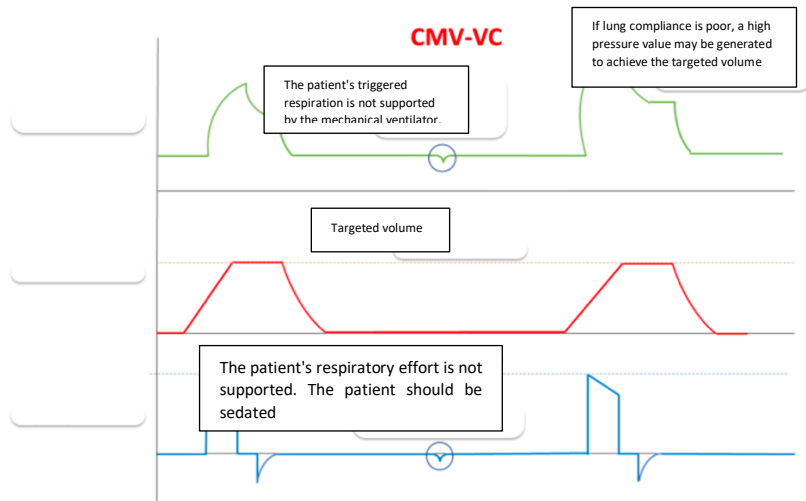 CMV-VC
If lung compliance is poor, a high
pressure value may be generated
to achieve the targeted volume
The patient's triggered
respiration is not supported
by the mechanical ventilator.
Targeted volume
The patient's respiratory effort is not
supported. The patient should be
sedated